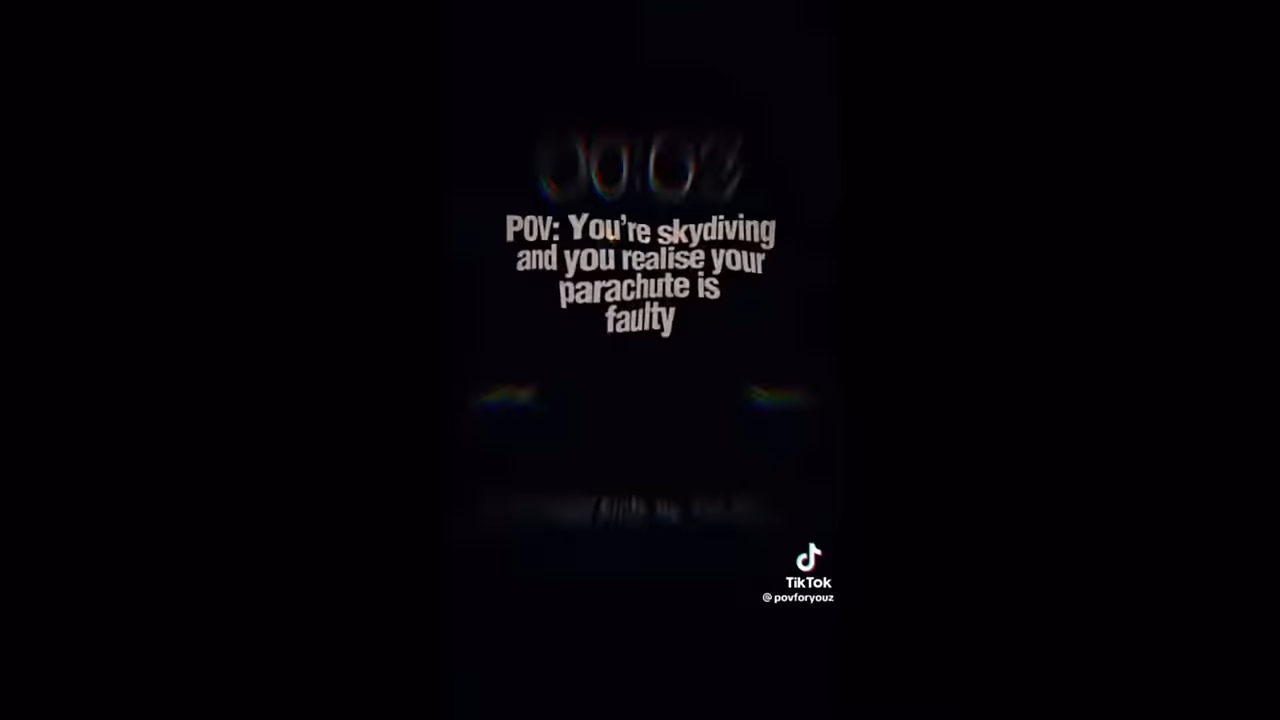 POV: You're skydiving
and you realise your
parachute is
faulty
TikTok
@povforyouz